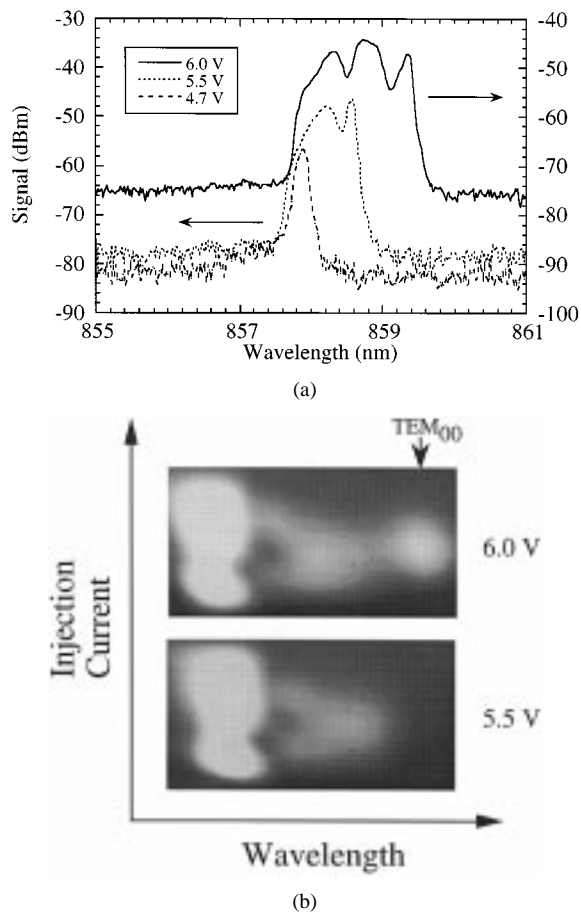 6.0 V
5.5 V
4.7 V
Signal (dBm)
-30
-40
-50
-60
-70
-80
-90
-40
-50
-60
-70
-80
-90
-100
855
857
859
861
Wavelength (nm)
(a)
TEM00
6.0 V
5.5 V
Injection
Current
Wavelength
(b)